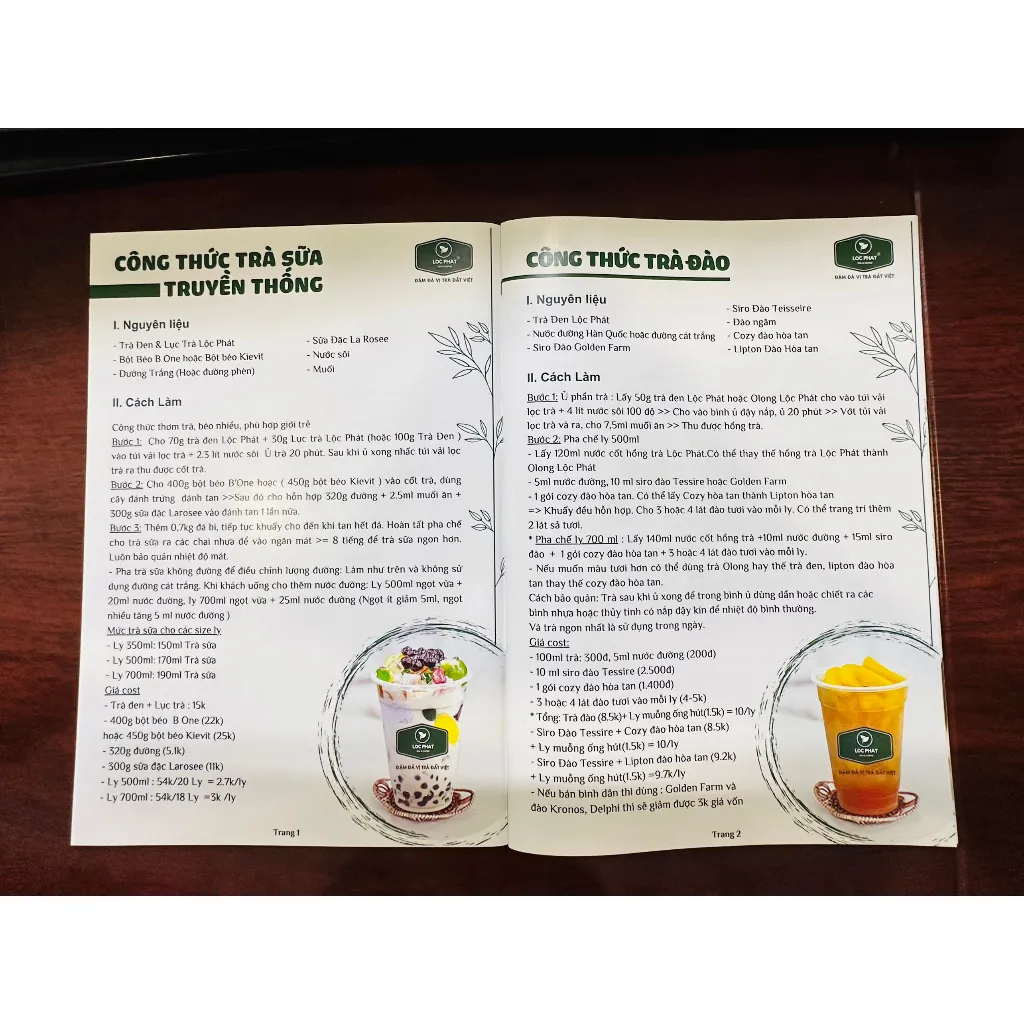 CÔNG THỨC TRÀ SỮA
TRUYỀN THỐNG
LỘC PHÁT
ĐẬM ĐÀ VỊ TRÀ ĐẤT VIỆT
I. Nguyên liệu
- Trà Đen & Lục Trà Lộc Phát
- Bột Béo B One hoặc Bột béo Kievit
- Đường Trắng (Hoặc đường phèn)
- Sữa Đặc La Rosee
- Nước sôi
- Muối
II. Cách Làm
Công thức thơm trà, béo nhiều, phù hợp giới trẻ
Bước 1: Cho 70g trà đen Lộc Phát + 30g Lục trà Lộc Phát (hoặc 100g Trà Đen )
vào túi vải lọc trà + 2.3 lít nước sôi Ủ trà 20 phút. Sau khi ủ xong nhấc túi vải lọc
trà ra thu được cốt trà.
Bước 2: Cho 400g bột béo B'One hoặc ( 450g bột béo Kievit ) vào cốt trà, dùng
cây đánh trứng đánh tan >>Sau đó cho hỗn hợp 320g đường + 2.5ml muối ăn +
300g sữa đặc Larosee vào đánh tan 1 lần nữa.
Bước 3: Thêm 0.7kg đá bi, tiếp tục khuấy cho đến khi tan hết đá. Hoàn tất pha chế
cho trà sữa ra các chai nhựa để vào ngăn mát >= 8 tiếng để trà sữa ngon hơn.
Luôn bảo quản nhiệt độ mát.
- Pha trà sữa không đường để điều chỉnh lượng đường: Làm như trên và không sử
dụng đường cát trắng. Khi khách uống cho thêm nước đường: Ly 500ml ngọt vừa +
20ml nước đường, ly 700ml ngọt vừa + 25ml nước đường (Ngọt ít giảm 5ml, ngọt
nhiều tăng 5 ml nước đường )
Mức trà sữa cho các size ly
- Ly 350ml: 150ml Trà sữa
- Ly 500ml: 170ml Trà sữa
- Ly 700ml: 190ml Trà sữa
Giá cost
- Trà đen + Lục trà : 15k
- 400g bột béo B One (22k)
hoặc 450g bột béo Kievit (25k)
- 320g đường (5.1k)
- 300g sữa đặc Larosee (11k)
- Ly 500ml : 54k/20 Ly = 2.7k/ly
- Ly 700ml : 54k/18 Ly =3k /ly
LỘC PHÁT
ĐẬM ĐÀ VỊ TRÀ ĐẤT VIỆT
Trang 1
CÔNG THỨC TRÀ ĐÀO
LỘC PHÁT
ĐẬM ĐÀ VỊ TRÀ ĐẤT VIỆT
I. Nguyên liệu
- Trà Đen Lộc Phát
- Nước đường Hàn Quốc hoặc đường cát trắng
- Siro Đào Golden Farm
- Siro Đào Teisseire
- Đào ngâm
- Cozy đào hòa tan
- Lipton Đào Hòa tan
II. Cách Làm
Bước 1: Ủ phần trà : Lấy 50g trà đen Lộc Phát hoặc Olong Lộc Phát cho vào túi vải
lọc trà + 4 lít nước sôi 100 độ >> Cho vào bình ủ đậy nắp, ủ 20 phút >> Vớt túi vải
lọc trà và ra, cho 7,5ml muối ăn >> Thu được hồng trà.
Bước 2: Pha chế ly 500ml
- Lấy 120ml nước cốt hồng trà Lộc Phát.Có thể thay thế hồng trà Lộc Phát thành
Olong Lộc Phát
- 5ml nước đường, 10 ml siro đào Tessire hoặc Golden Farm
- 1 gói cozy đào hòa tan. Có thể lấy Cozy hòa tan thành Lipton hòa tan
=> Khuấy đều hỗn hợp. Cho 3 hoặc 4 lát đào tươi vào mỗi ly. Có thể trang trí thêm
2 lát sả tươi.
* Pha chế ly 700 ml : Lấy 140ml nước cốt hồng trà +10ml nước đường + 15ml siro
đào + 1 gói cozy đào hòa tan + 3 hoặc 4 lát đào tươi vào mỗi ly.
- Nếu muốn màu tươi hơn có thể dùng trà Olong hay thế trà đen, lipton đào hòa
tan thay thế cozy đào hòa tan.
Cách bảo quản: Trà sau khi ủ xong để trong bình ủ dùng dần hoặc chiết ra các
bình nhựa hoặc thủy tinh có nắp đậy kín để nhiệt độ bình thường.
Và trà ngon nhất là sử dụng trong ngày.
Giá cost:
- 100ml trà: 300đ, 5ml nước đường (200đ)
- 10 ml siro đào Tessire (2.500đ)
- 1 gói cozy đào hòa tan (1.400đ)
- 3 hoặc 4 lát đào tươi vào mỗi ly (4-5k)
* Tổng: Trà đào (8.5k)+ Ly muỗng ống hút(1.5k) = 10/ly
- Siro Đào Tessire + Cozy đào hòa tan (8.5k)
+ Ly muỗng ống hút(1.5k) = 10/ly
- Siro Đào Tessire + Lipton đào hòa tan (9.2k)
+ Ly muỗng ống hút(1.5k) =9.7k/ly
- Nếu bán bình dân thì dùng : Golden Farm và
đào Kronos, Delphi thì sẽ giảm được 3k giá vốn
LỘC PHÁT
ĐẬM ĐÀ VỊ TRÀ ĐẤT VIỆT
Trang 2